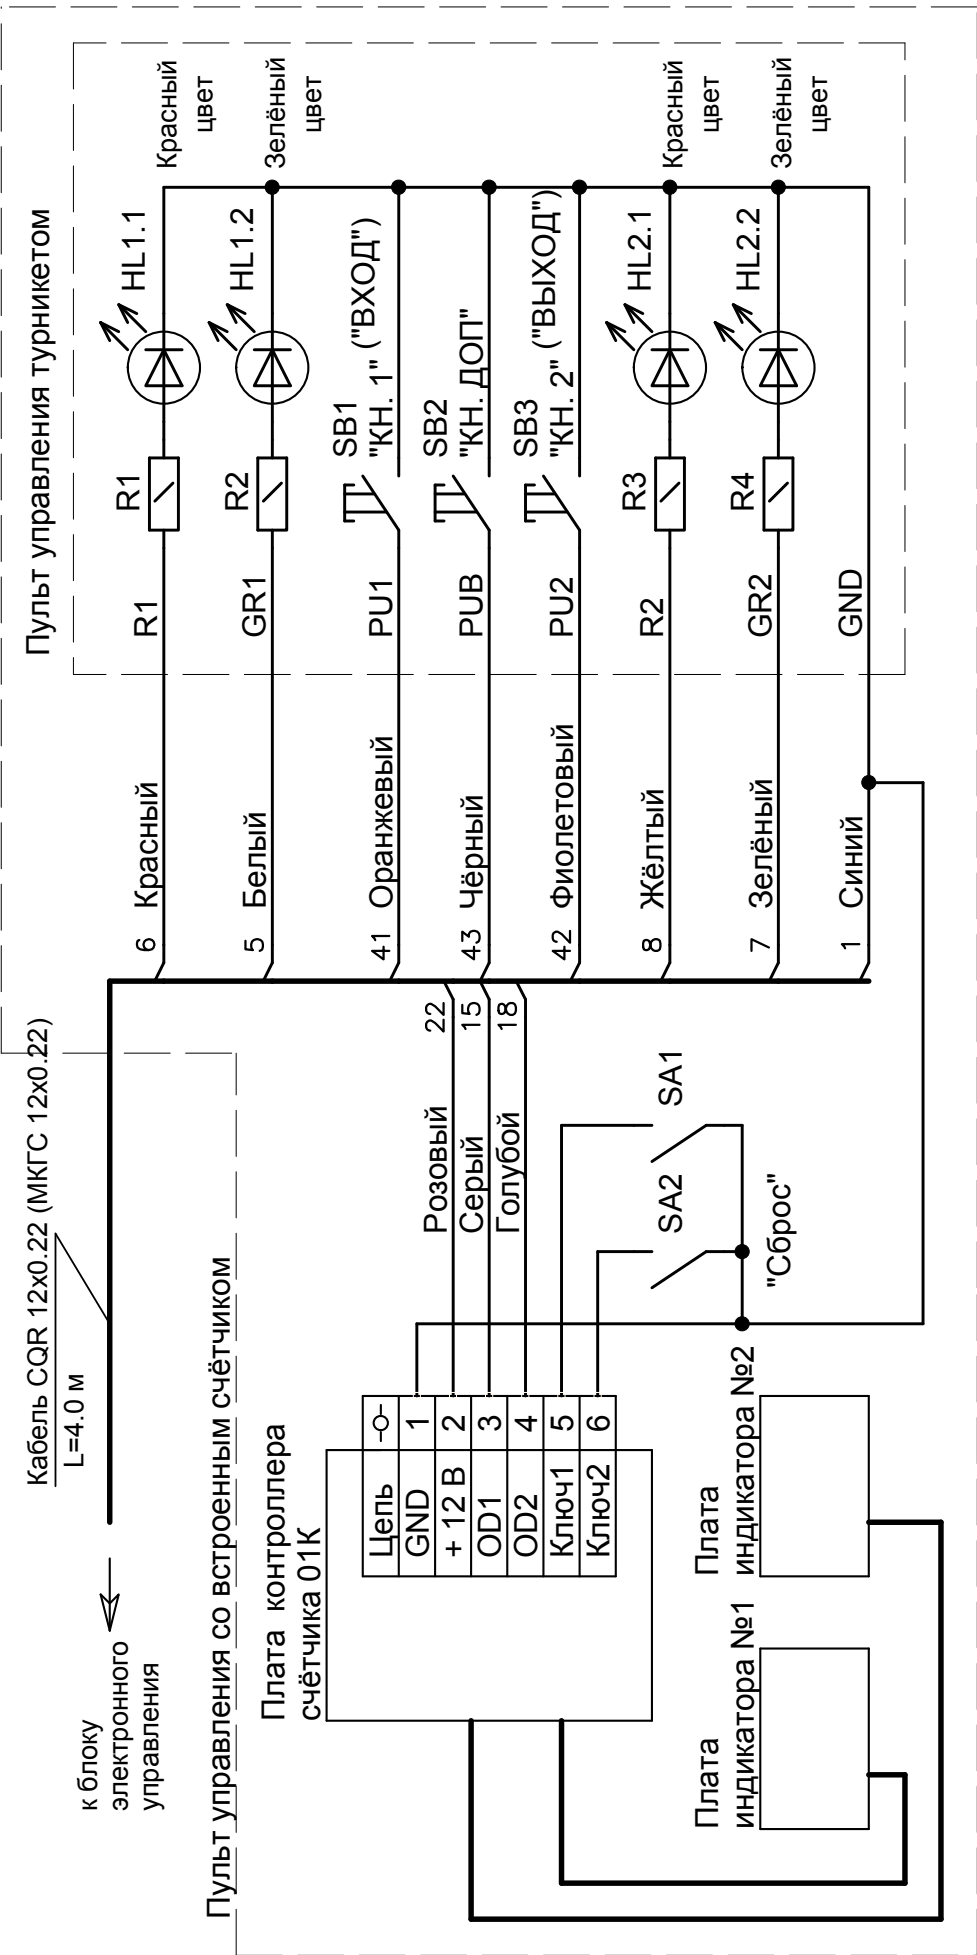 Кабель CQR 12x0.22 (МКГС 12x0.22)
L=4.0 м
к блоку
электронного
управления
Пульт управления со встроенным счётчиком
Пульт управления турникетом
Плата контроллера
счётчика 01К
Цепь
GND 1
+ 12 В 2
OD1 3
OD2 4
Ключ1 5
Ключ2 6
Розовый 22
Серый 15
Голубой 18
SA2
SA1
"Сброс"
Плата
индикатора №1
Плата
индикатора №2
6 Красный R1 R1 HL1.1
Красный
цвет
5 Белый GR1 R2 HL1.2
Зелёный
цвет
41 Оранжевый PU1
SB1
"КН. 1" ("ВХОД")
43 Чёрный PUB
SB2
"КН. ДОП"
42 Фиолетовый PU2
SB3
"КН. 2" ("ВЫХОД")
8 Жёлтый R2 R3 HL2.1
Красный
цвет
7 Зелёный GR2 R4 HL2.2
Зелёный
цвет
1 Синий GND